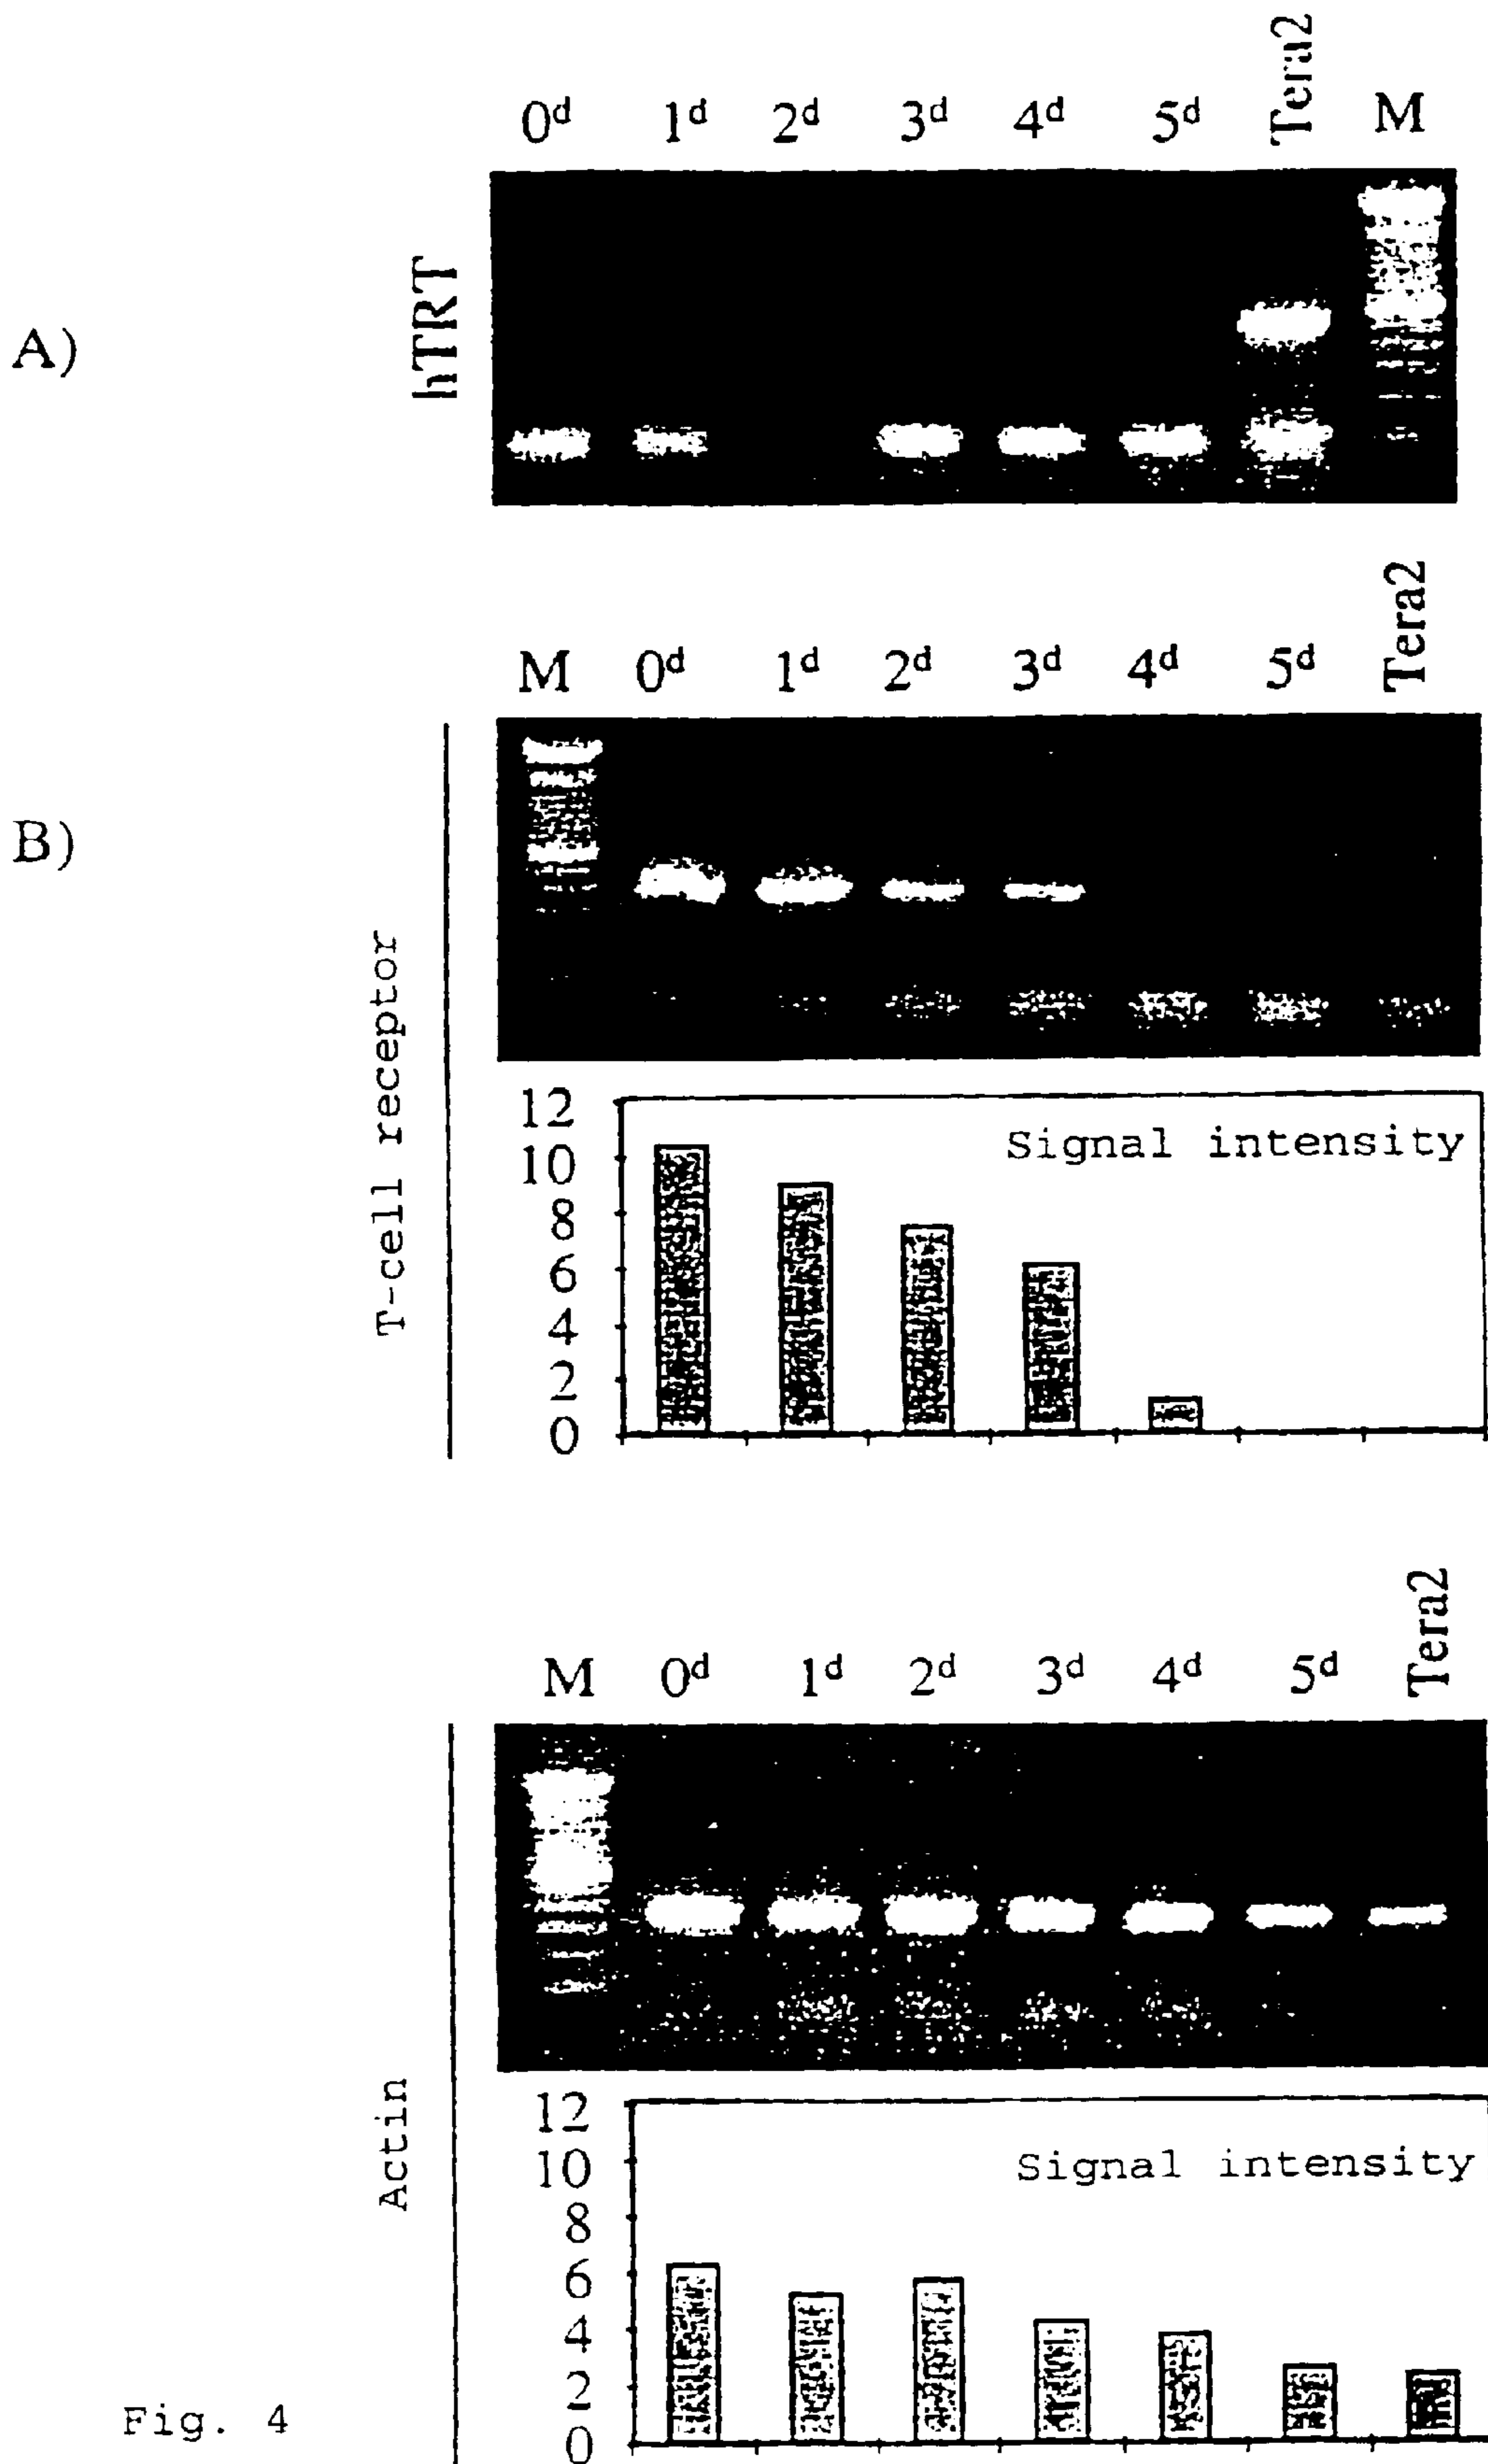 0d 1d 2d 3d 4d 5d Tera2 M
A)
hTRT
M 0d 1d 2d 3d 4d 5d Tera2
B)
T-cell receptor
12
10
8
6
4
2
0
Signal intensity
M 0d 1d 2d 3d 4d 5d Tera2
Actin
12
10
8
6
4
2
0
Signal intensity
Fig. 4